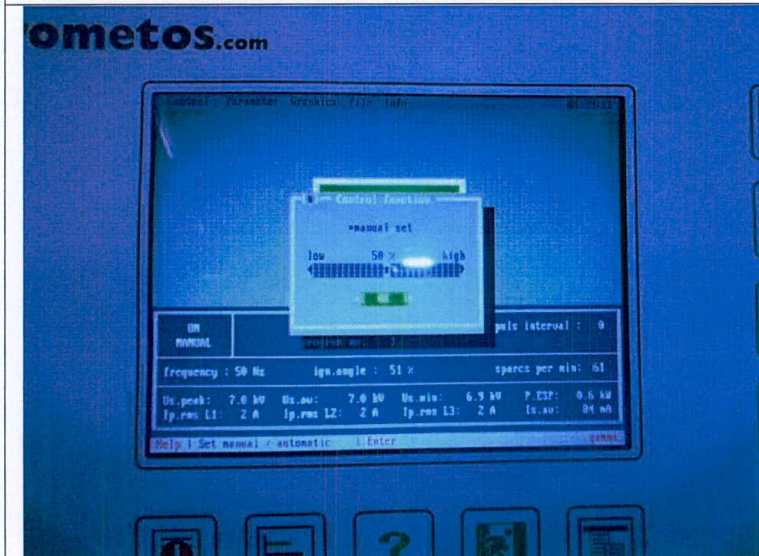 ometos.com
Control Parameter Graphics File Info
Control function
•manual set
low 50 % high
ON
MANUAL
puls interval : 0
frequency : 50 Hz ign.angle : 51 % sparcs per min: 61
Us.peak: 7.0 kV Us.av: 7.0 kV Us.min: 6.9 kV P.ESP: 0.6 kW
Ip.rms L1: 2 A Ip.rms L2: 2 A Ip.rms L3: 2 A Is.av: 84 mA
Help | Set manual / automatic | Enter
?